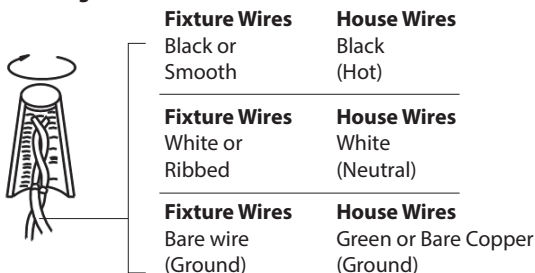 Fixture Wires House Wires
Black or Black
Smooth (Hot)
Fixture Wires House Wires
White or White
Ribbed (Neutral)
Fixture Wires House Wires
Bare wire Green or Bare Copper
(Ground) (Ground)